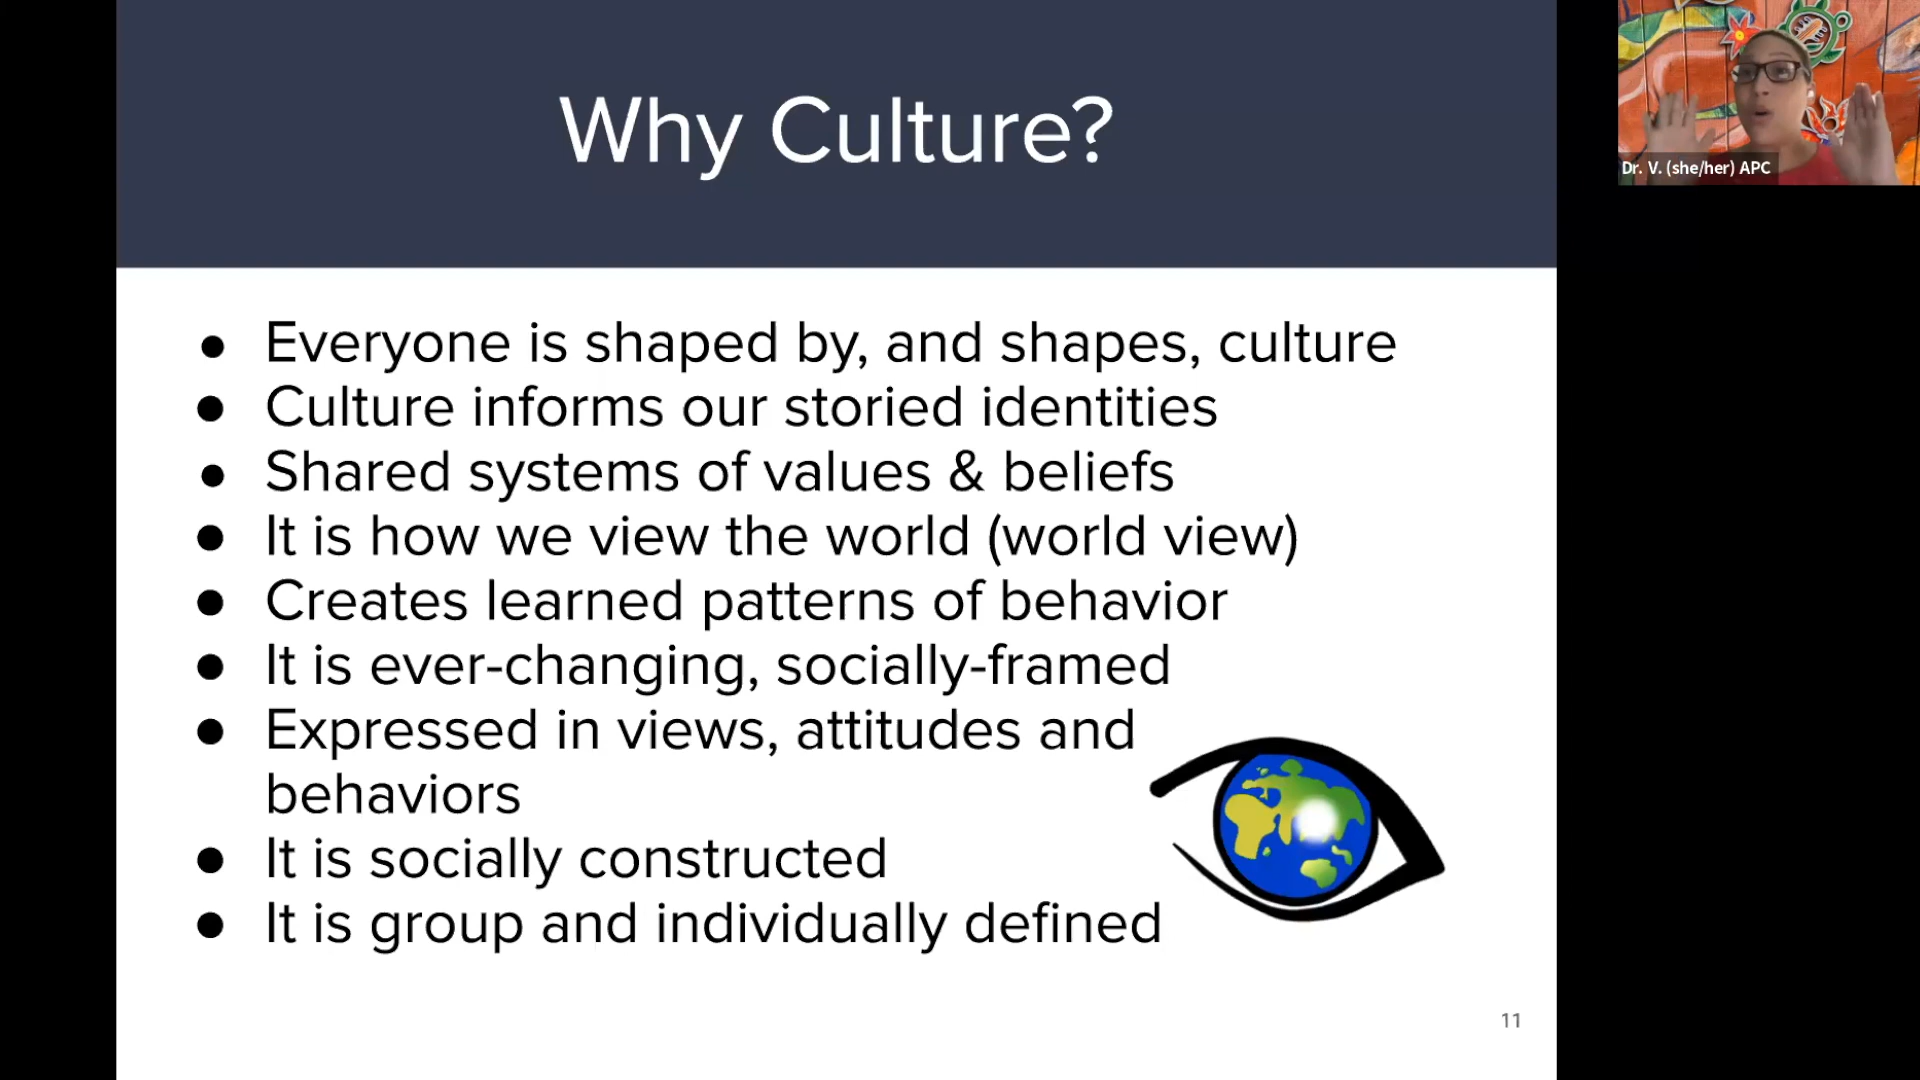 Why Culture?
Dr. V. (she/her) APC
● Everyone is shaped by, and shapes, culture
● Culture informs our storied identities
● Shared systems of values & beliefs
● It is how we view the world (world view)
● Creates learned patterns of behavior
● It is ever-changing, socially-framed
● Expressed in views, attitudes and
behaviors
● It is socially constructed
● It is group and individually defined
11